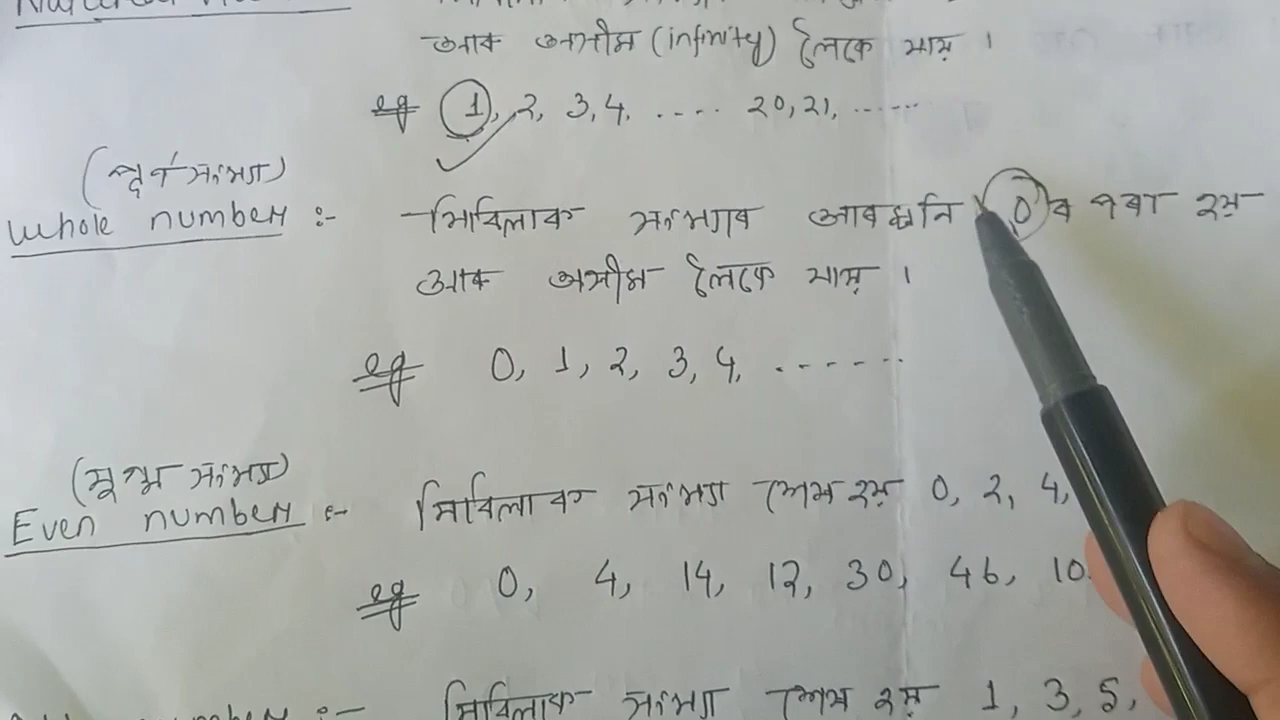 আৰু অসীম (infinity) লৈকে যায় ।
eg 1, 2, 3, 4, .... 20, 21, ......
(পূৰ্ণ সংখ্যা)
Whole number :- যিবিলাক সংখ্যাৰ আৰম্ভনি 0 ৰ পৰা হয়
আৰু অসীম লৈকে যায় ।
eg 0, 1, 2, 3, 4, ......
(যুগ্ম সংখ্যা)
Even number :- যিবিলাক সংখ্যাৰ শেষ হয় 0, 2, 4,
eg 0, 4, 14, 12, 30, 46, 10
যিবিলাক সংখ্যাৰ শেষ হয় 1, 3, 5,